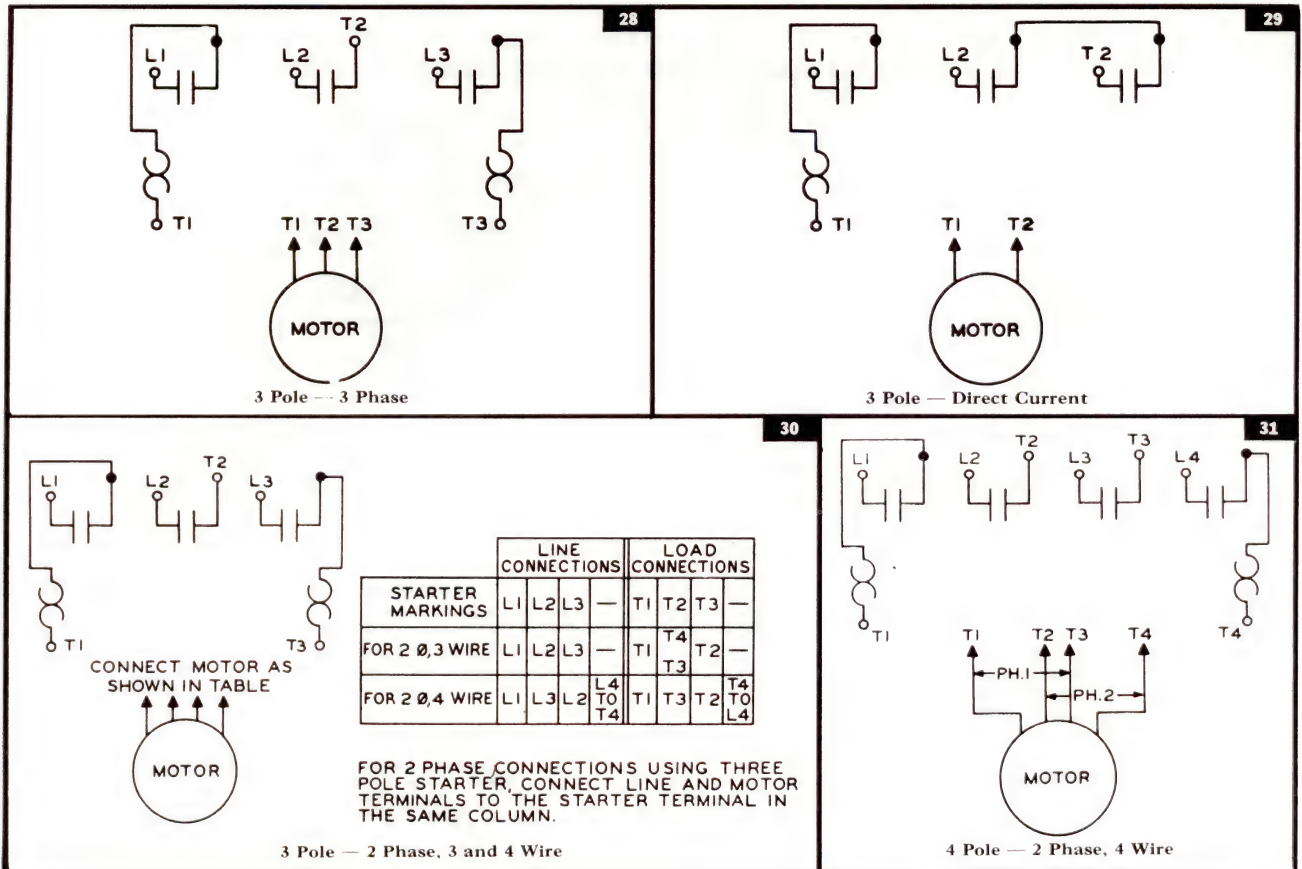 28
L1 L2 T2 L3
T1 T1 T2 T3 T3
MOTOR
3 Pole — 3 Phase
29
L1 L2 T2
T1 T1 T2
MOTOR
3 Pole — Direct Current
30
L1 L2 T2 L3
T1 T3
CONNECT MOTOR AS
SHOWN IN TABLE
MOTOR
LINE CONNECTIONS LOAD CONNECTIONS
STARTER MARKINGS L1 L2 L3 — T1 T2 T3 —
FOR 2 Ø, 3 WIRE L1 L2 L3 — T1 T4 T3 T2 —
FOR 2 Ø, 4 WIRE L1 L3 L2 L4 TO T4 T1 T3 T2 T4 TO L4
FOR 2 PHASE CONNECTIONS USING THREE
POLE STARTER, CONNECT LINE AND MOTOR
TERMINALS TO THE STARTER TERMINAL IN
THE SAME COLUMN.
3 Pole — 2 Phase, 3 and 4 Wire
31
L1 L2 T2 L3 T3 L4
T1 T1 T2 T3 T4 T4
PH.1
PH.2
MOTOR
4 Pole — 2 Phase, 4 Wire